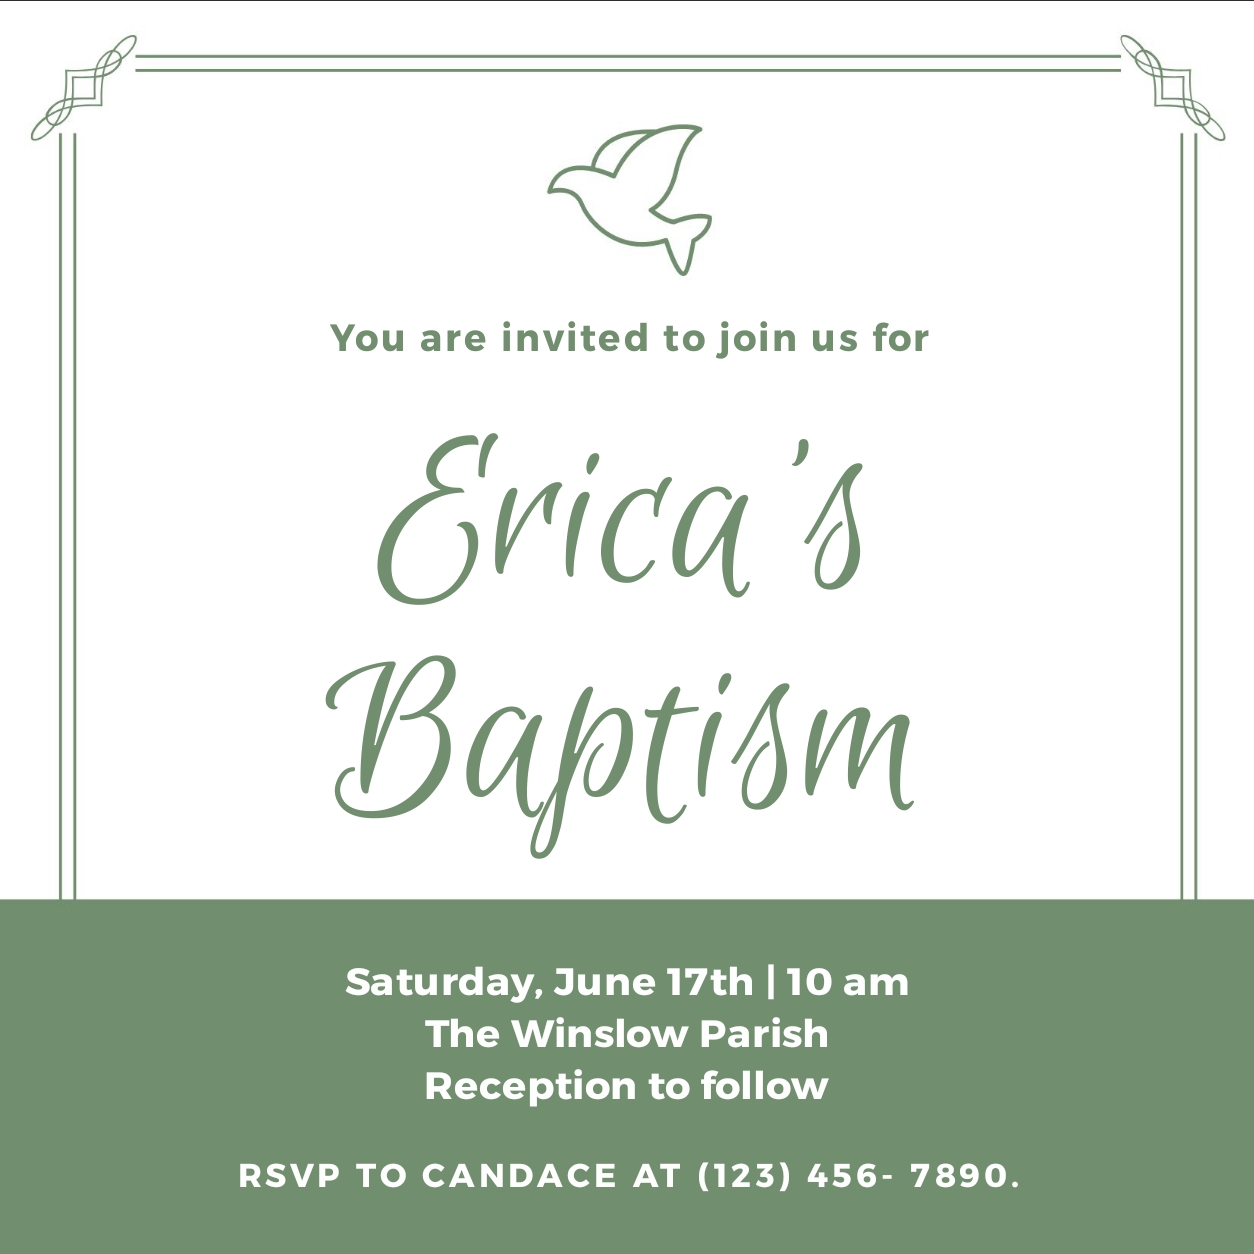 You are invited to join us for
Erica's
Baptism
Saturday, June 17th | 10 am
The Winslow Parish
Reception to follow
RSVP TO CANDACE AT (123) 456- 7890.